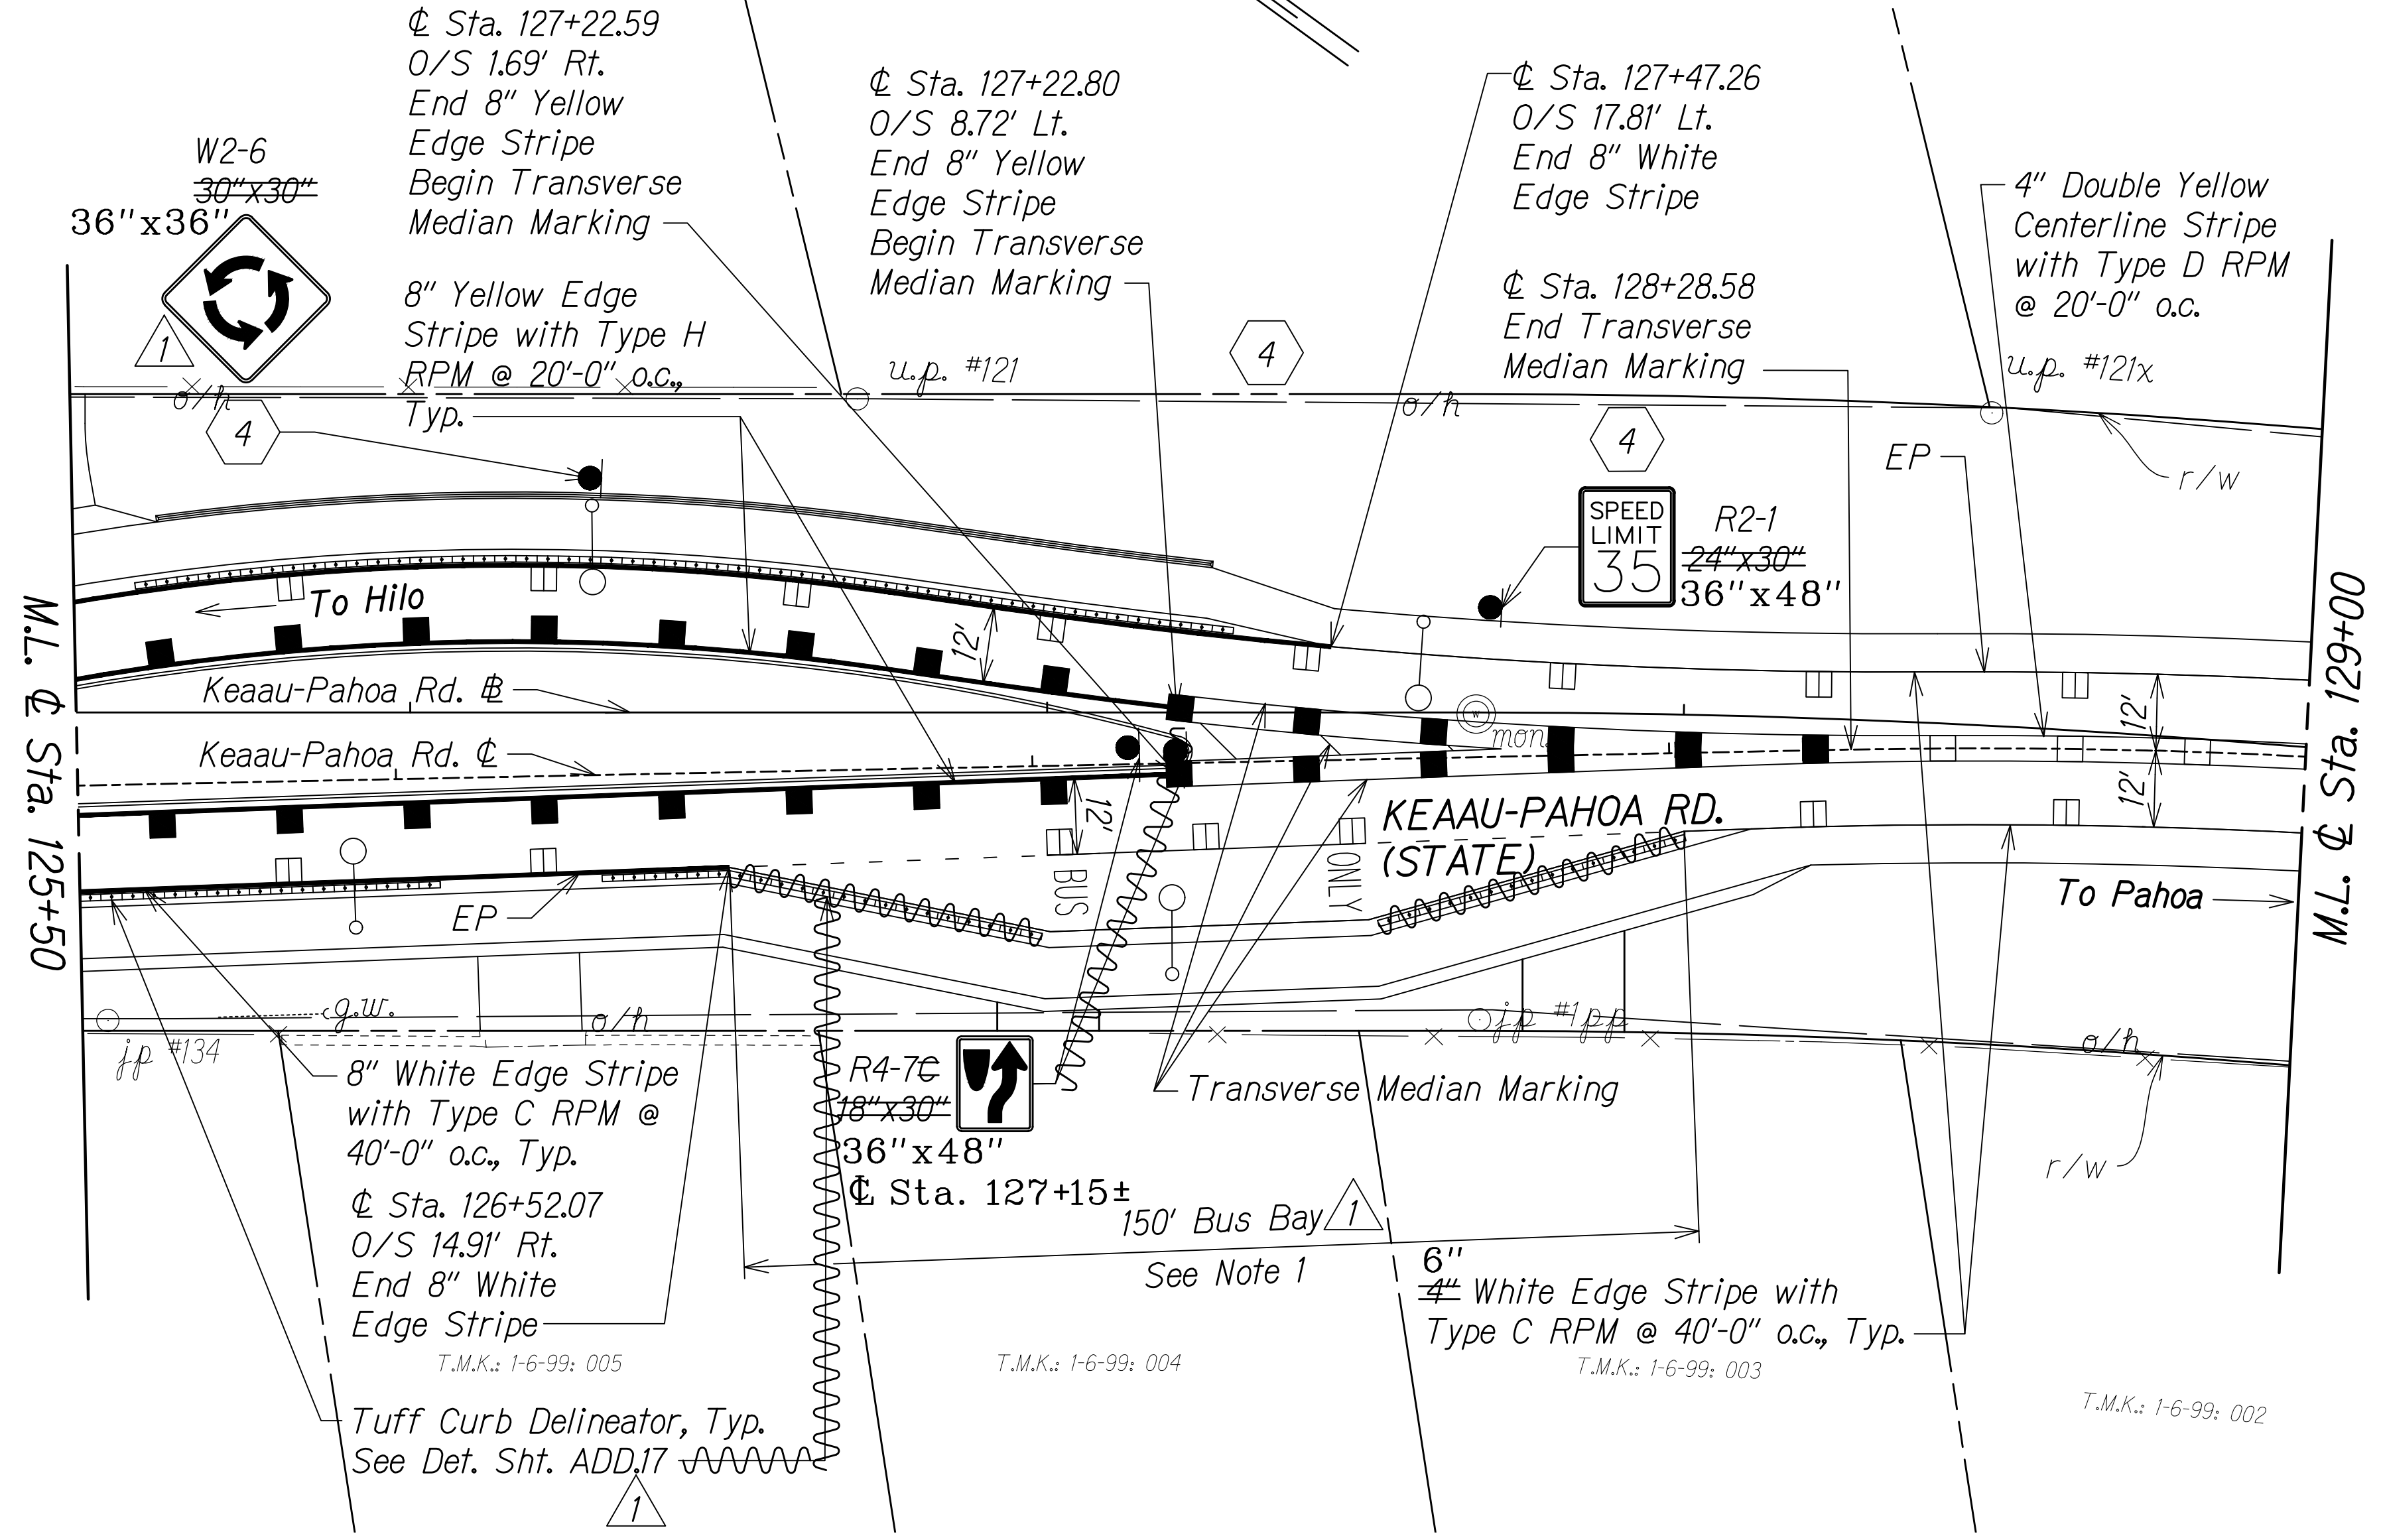 ℄ Sta. 127+22.59
O/S 1.69' Rt.
End 8" Yellow
Edge Stripe
Begin Transverse
Median Marking
℄ Sta. 127+22.80
O/S 8.72' Lt.
End 8" Yellow
Edge Stripe
Begin Transverse
Median Marking
℄ Sta. 127+47.26
O/S 17.81' Lt.
End 8" White
Edge Stripe
W2-6
30"x30"
36"x36"
1
4" Double Yellow
Centerline Stripe
with Type D RPM
@ 20'-0" o.c.
8" Yellow Edge
Stripe with Type H
RPM @ 20'-0" o.c.,
Typ.
℄ Sta. 128+28.58
End Transverse
Median Marking
u.p. #121
4
u.p. #121x
o/h
o/h
4
4
EP
r/w
SPEED
LIMIT
35
R2-1
24"x30"
36"x48"
To Hilo
12'
Keaau-Pahoa Rd. B
Keaau-Pahoa Rd. ℄
W
mon.
12'
12'
12'
M.L. ℄ Sta. 125+50
M.L. ℄ Sta. 129+00
KEAAU-PAHOA RD.
(STATE)
BUS
ONLY
EP
To Pahoa
g.w.
o/h
jp #134
jp #1pp
o/h
8" White Edge Stripe
with Type C RPM @
40'-0" o.c., Typ.
R4-7C
18"x30"
36"x48"
℄ Sta. 127+15±
Transverse Median Marking
r/w
℄ Sta. 126+52.07
O/S 14.91' Rt.
End 8" White
Edge Stripe
150' Bus Bay
1
See Note 1
6"
4" White Edge Stripe with
Type C RPM @ 40'-0" o.c., Typ.
T.M.K.: 1-6-99: 005
T.M.K.: 1-6-99: 004
T.M.K.: 1-6-99: 003
T.M.K.: 1-6-99: 002
Tuff Curb Delineator, Typ.
See Det. Sht. ADD.17
1